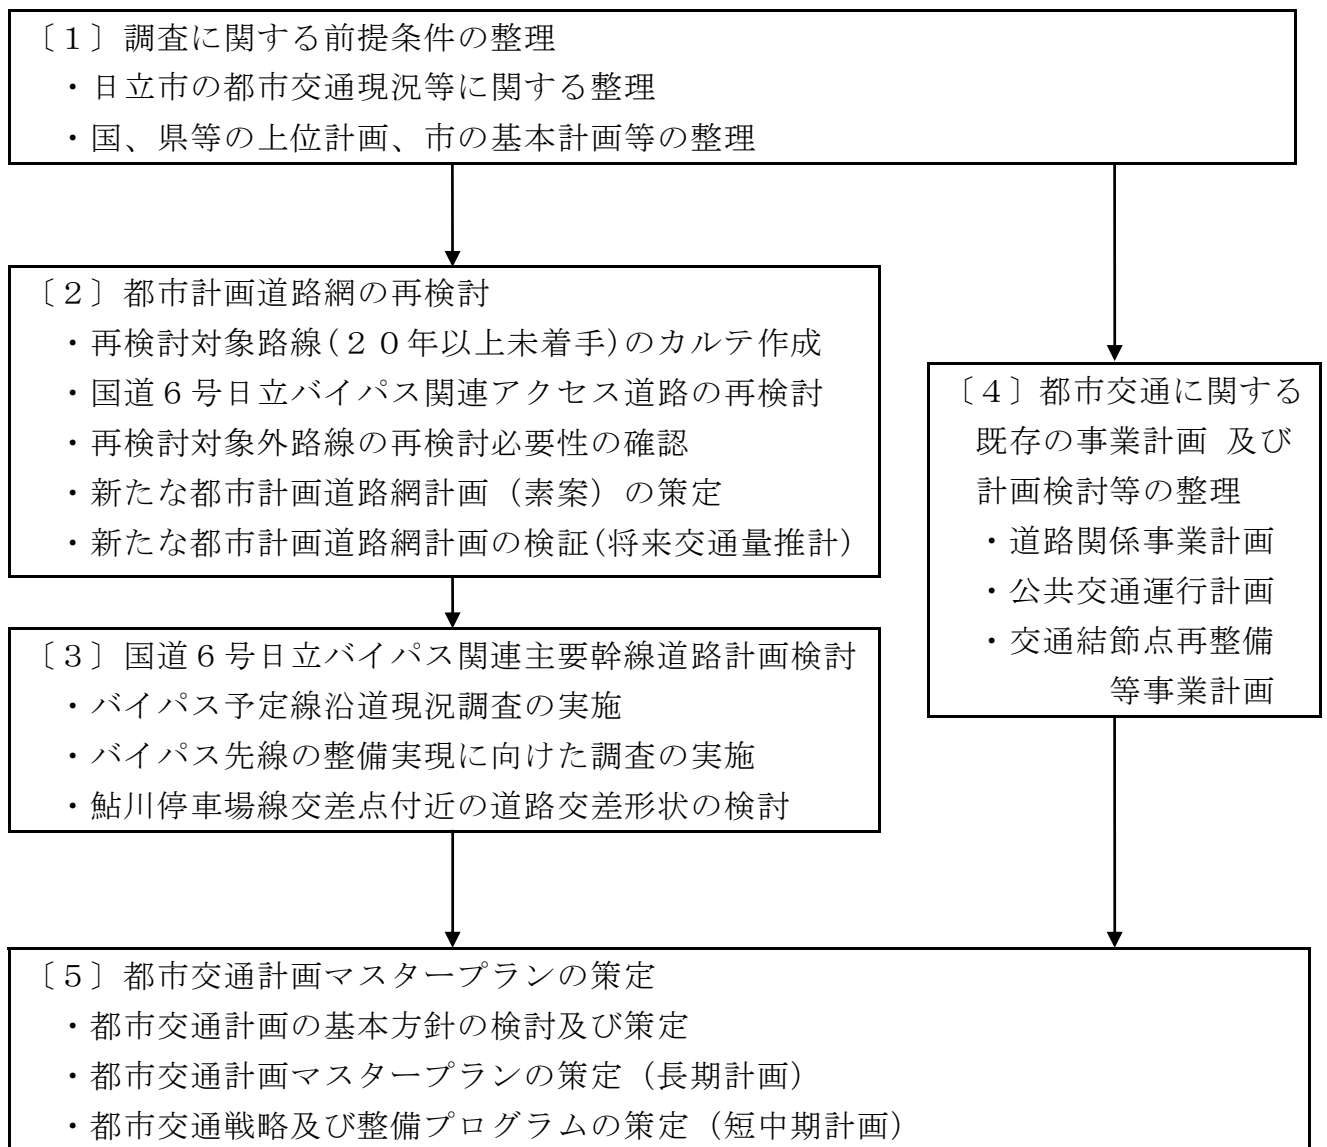 〔１〕調査に関する前提条件の整理
・日立市の都市交通現況等に関する整理
・国、県等の上位計画、市の基本計画等の整理
〔２〕都市計画道路網の再検討
・再検討対象路線(２０年以上未着手)のカルテ作成
・国道６号日立バイパス関連アクセス道路の再検討
・再検討対象外路線の再検討必要性の確認
・新たな都市計画道路網計画（素案）の策定
・新たな都市計画道路網計画の検証(将来交通量推計)
〔３〕国道６号日立バイパス関連主要幹線道路計画検討
・バイパス予定線沿道現況調査の実施
・バイパス先線の整備実現に向けた調査の実施
・鮎川停車場線交差点付近の道路交差形状の検討
〔４〕都市交通に関する
既存の事業計画 及び
計画検討等の整理
・道路関係事業計画
・公共交通運行計画
・交通結節点再整備
等事業計画
〔５〕都市交通計画マスタープランの策定
・都市交通計画の基本方針の検討及び策定
・都市交通計画マスタープランの策定（長期計画）
・都市交通戦略及び整備プログラムの策定（短中期計画）